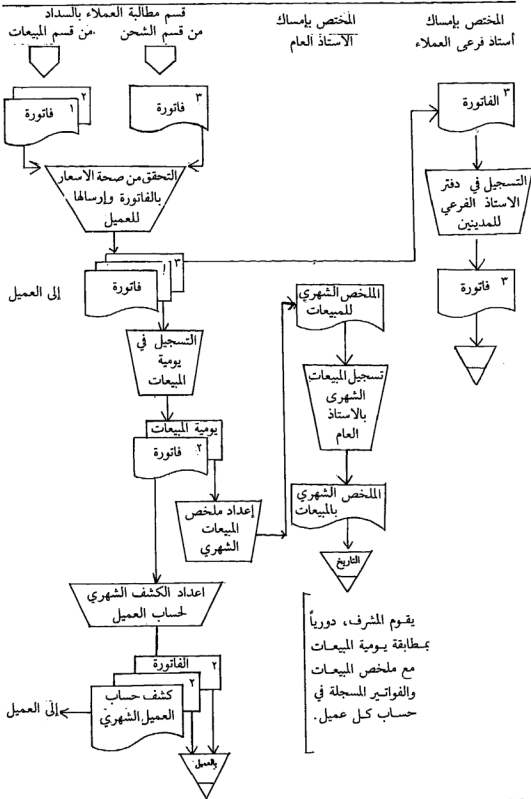 المختص بإمساك
أستاذ فرعى العملاء
المختص بإمساك
الاستاذ العام
قسم مطالبة العملاء بالسداد
من قسم الشحن
من قسم المبيعات
٣
الفاتورة
التسجيل في دفتر
الاستاذ الفرعي
للمدينين
٣
فاتورة
٣
فاتورة
٢
١
فاتورة
التحقق من صحة الاسعار
بالفاتورة وإرسالها
للعميل
٣
١
فاتورة
إلى العميل
التسجيل في
يومية
المبيعات
يومية المبيعات
٢
فاتورة
إعداد ملخص
المبيعات
الشهري
الملخص الشهري
للمبيعات
تسجيل المبيعات
الشهرى
بالاستاذ
العام
الملخص الشهري
بالمبيعات
التاريخ
اعداد الكشف الشهري
لحساب العميل
٢
الفاتورة
٢
كشف حساب
العميل الشهري
إلى العميل
بالعميل
يقوم المشرف، دورياً
بمطابقة يومية المبيعات
مع ملخص المبيعات
والفواتير المسجلة في
حساب كل عميل.